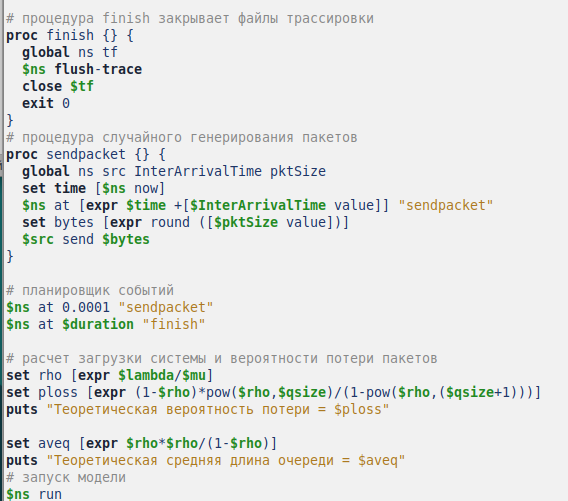 # процедура finish закрывает файлы трассировки
proc finish {} {
  global ns tf
  $ns flush-trace
  close $tf
  exit 0
}
# процедура случайного генерирования пакетов
proc sendpacket {} {
  global ns src InterArrivalTime pktSize
  set time [$ns now]
  $ns at [expr $time +[$InterArrivalTime value]] "sendpacket"
  set bytes [expr round ([$pktSize value])]
  $src send $bytes
}

# планировщик событий
$ns at 0.0001 "sendpacket"
$ns at $duration "finish"

# расчет загрузки системы и вероятности потери пакетов
set rho [expr $lambda/$mu]
set ploss [expr (1-$rho)*pow($rho,$qsize)/(1-pow($rho,($qsize+1)))]
puts "Теоретическая вероятность потери = $ploss"

set aveq [expr $rho*$rho/(1-$rho)]
puts "Теоретическая средняя длина очереди = $aveq"
# запуск модели
$ns run